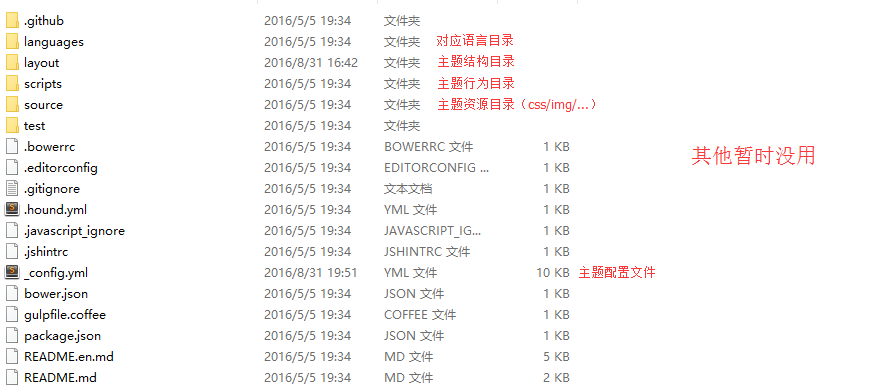 .github 2016/5/5 19:34 文件夹
languages 2016/5/5 19:34 文件夹 对应语言目录
layout 2016/8/31 16:42 文件夹 主题结构目录
scripts 2016/5/5 19:34 文件夹 主题行为目录
source 2016/5/5 19:34 文件夹 主题资源目录（css/img/...）
test 2016/5/5 19:34 文件夹
.bowerrc 2016/5/5 19:34 BOWERRC 文件 1 KB
其他暂时没用
.editorconfig 2016/5/5 19:34 EDITORCONFIG ... 1 KB
.gitignore 2016/5/5 19:34 文本文档 1 KB
.hound.yml 2016/5/5 19:34 YML 文件 1 KB
.javascript_ignore 2016/5/5 19:34 JAVASCRIPT_IG... 1 KB
.jshintrc 2016/5/5 19:34 JSHINTRC 文件 1 KB
_config.yml 2016/8/31 19:51 YML 文件 10 KB 主题配置文件
bower.json 2016/5/5 19:34 JSON 文件 1 KB
gulpfile.coffee 2016/5/5 19:34 COFFEE 文件 1 KB
package.json 2016/5/5 19:34 JSON 文件 1 KB
README.en.md 2016/5/5 19:34 MD 文件 5 KB
README.md 2016/5/5 19:34 MD 文件 2 KB